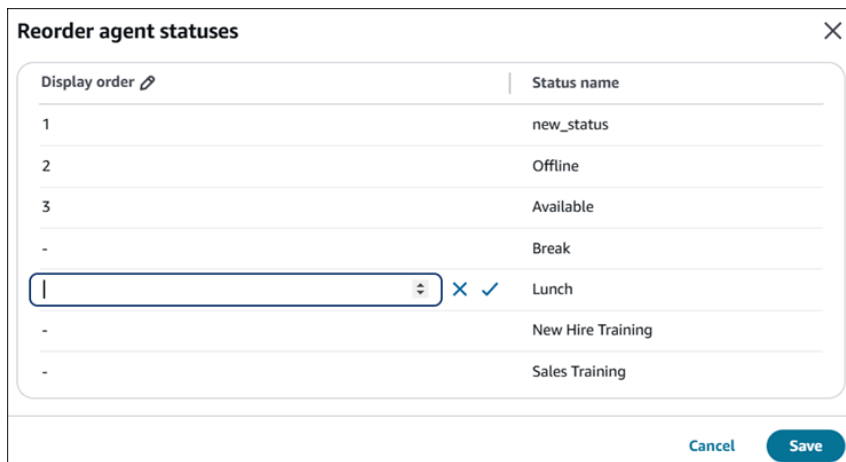 Reorder agent statuses
Display order Status name
1 new_status
2 Offline
3 Available
- Break
Lunch
- New Hire Training
- Sales Training
Cancel Save